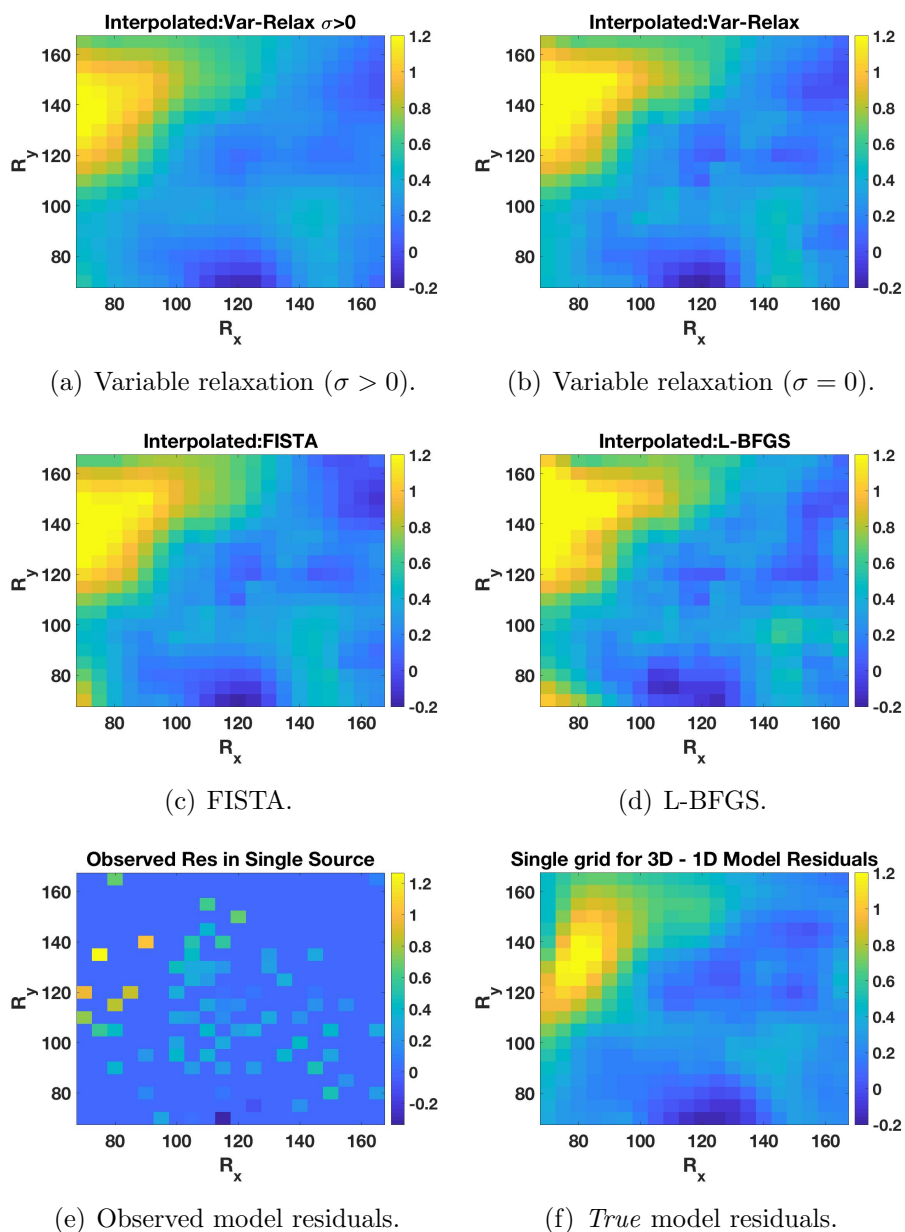 Interpolated:Var-Relax σ>0
Interpolated:Var-Relax
160
140
120
100
80
R_y
80 100 120 140 160
R_x
1.2
1
0.8
0.6
0.4
0.2
0
-0.2
160
140
120
100
80
R_y
80 100 120 140 160
R_x
1.2
1
0.8
0.6
0.4
0.2
0
-0.2
(a) Variable relaxation (σ > 0).
(b) Variable relaxation (σ = 0).
Interpolated:FISTA
Interpolated:L-BFGS
160
140
120
100
80
R_y
80 100 120 140 160
R_x
1.2
1
0.8
0.6
0.4
0.2
0
-0.2
160
140
120
100
80
R_y
80 100 120 140 160
R_x
1.2
1
0.8
0.6
0.4
0.2
0
-0.2
(c) FISTA.
(d) L-BFGS.
Observed Res in Single Source
Single grid for 3D - 1D Model Residuals
160
140
120
100
80
R_y
80 100 120 140 160
R_x
1.2
1
0.8
0.6
0.4
0.2
0
-0.2
160
140
120
100
80
R_y
80 100 120 140 160
R_x
1.2
1
0.8
0.6
0.4
0.2
0
-0.2
(e) Observed model residuals.
(f) True model residuals.